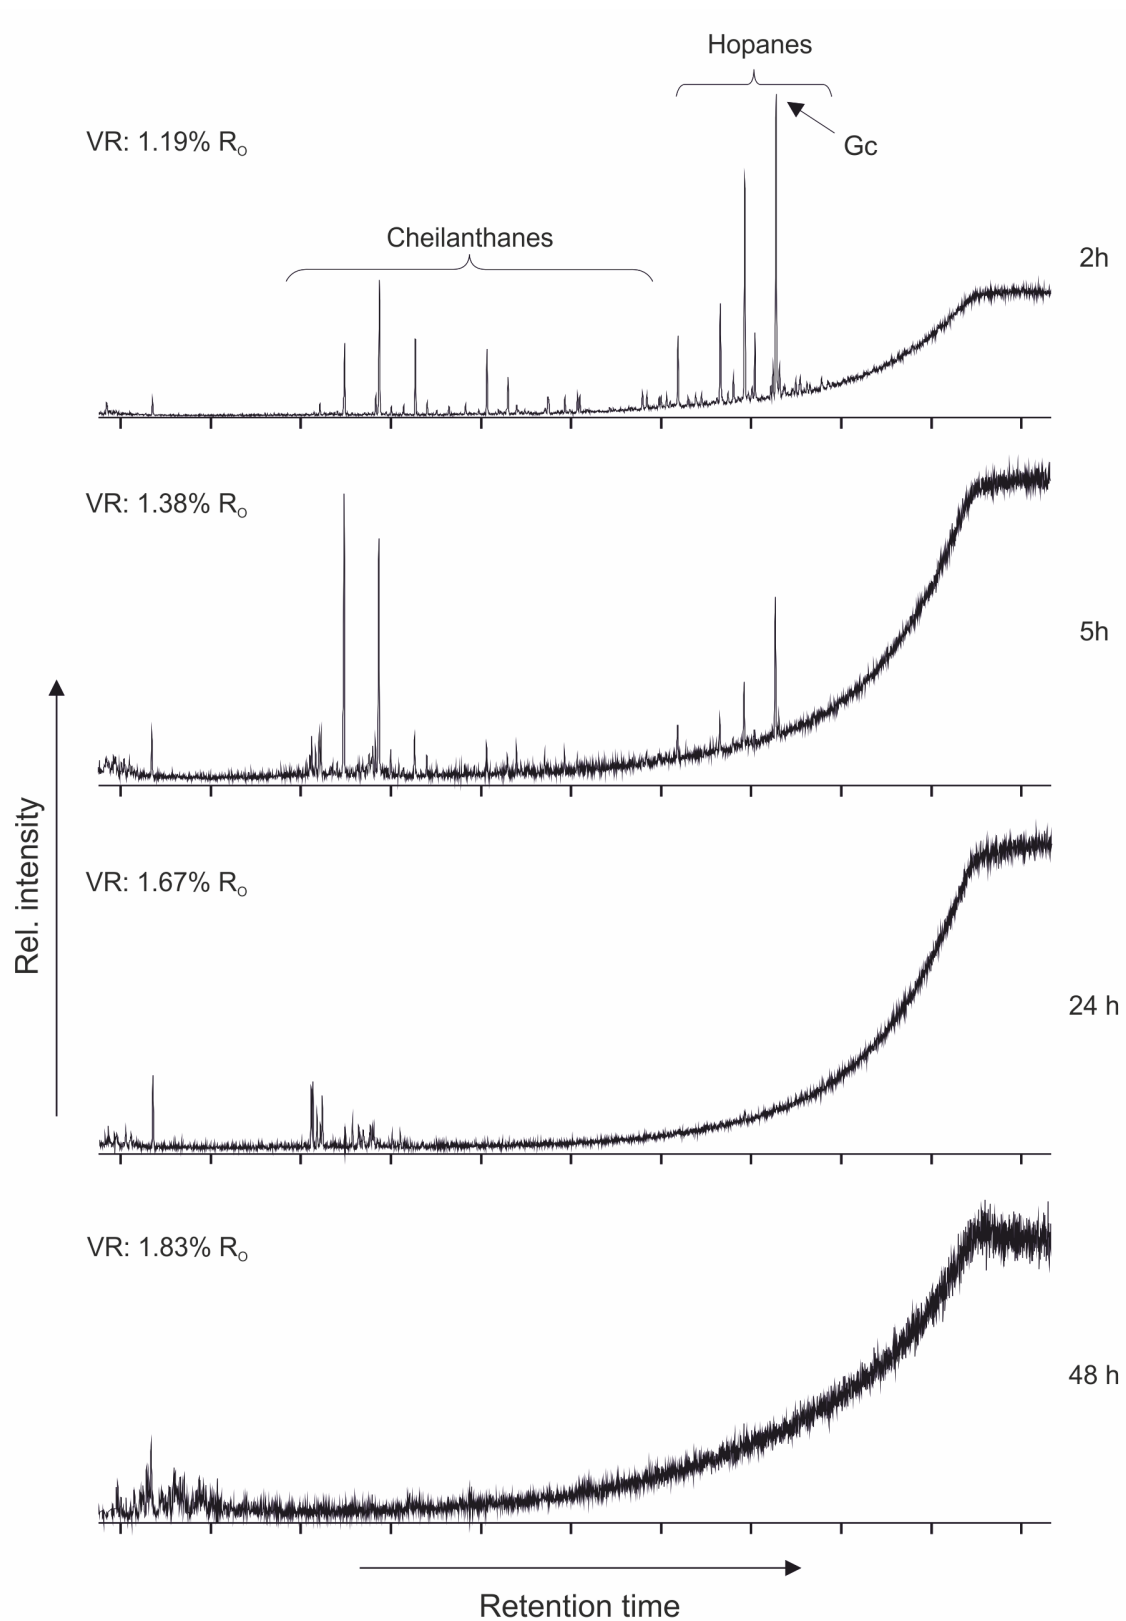 Hopanes
VR: 1.19% Rₒ
Gc
Cheilanthanes
2h
VR: 1.38% Rₒ
5h
Rel. intensity
VR: 1.67% Rₒ
24 h
VR: 1.83% Rₒ
48 h
Retention time